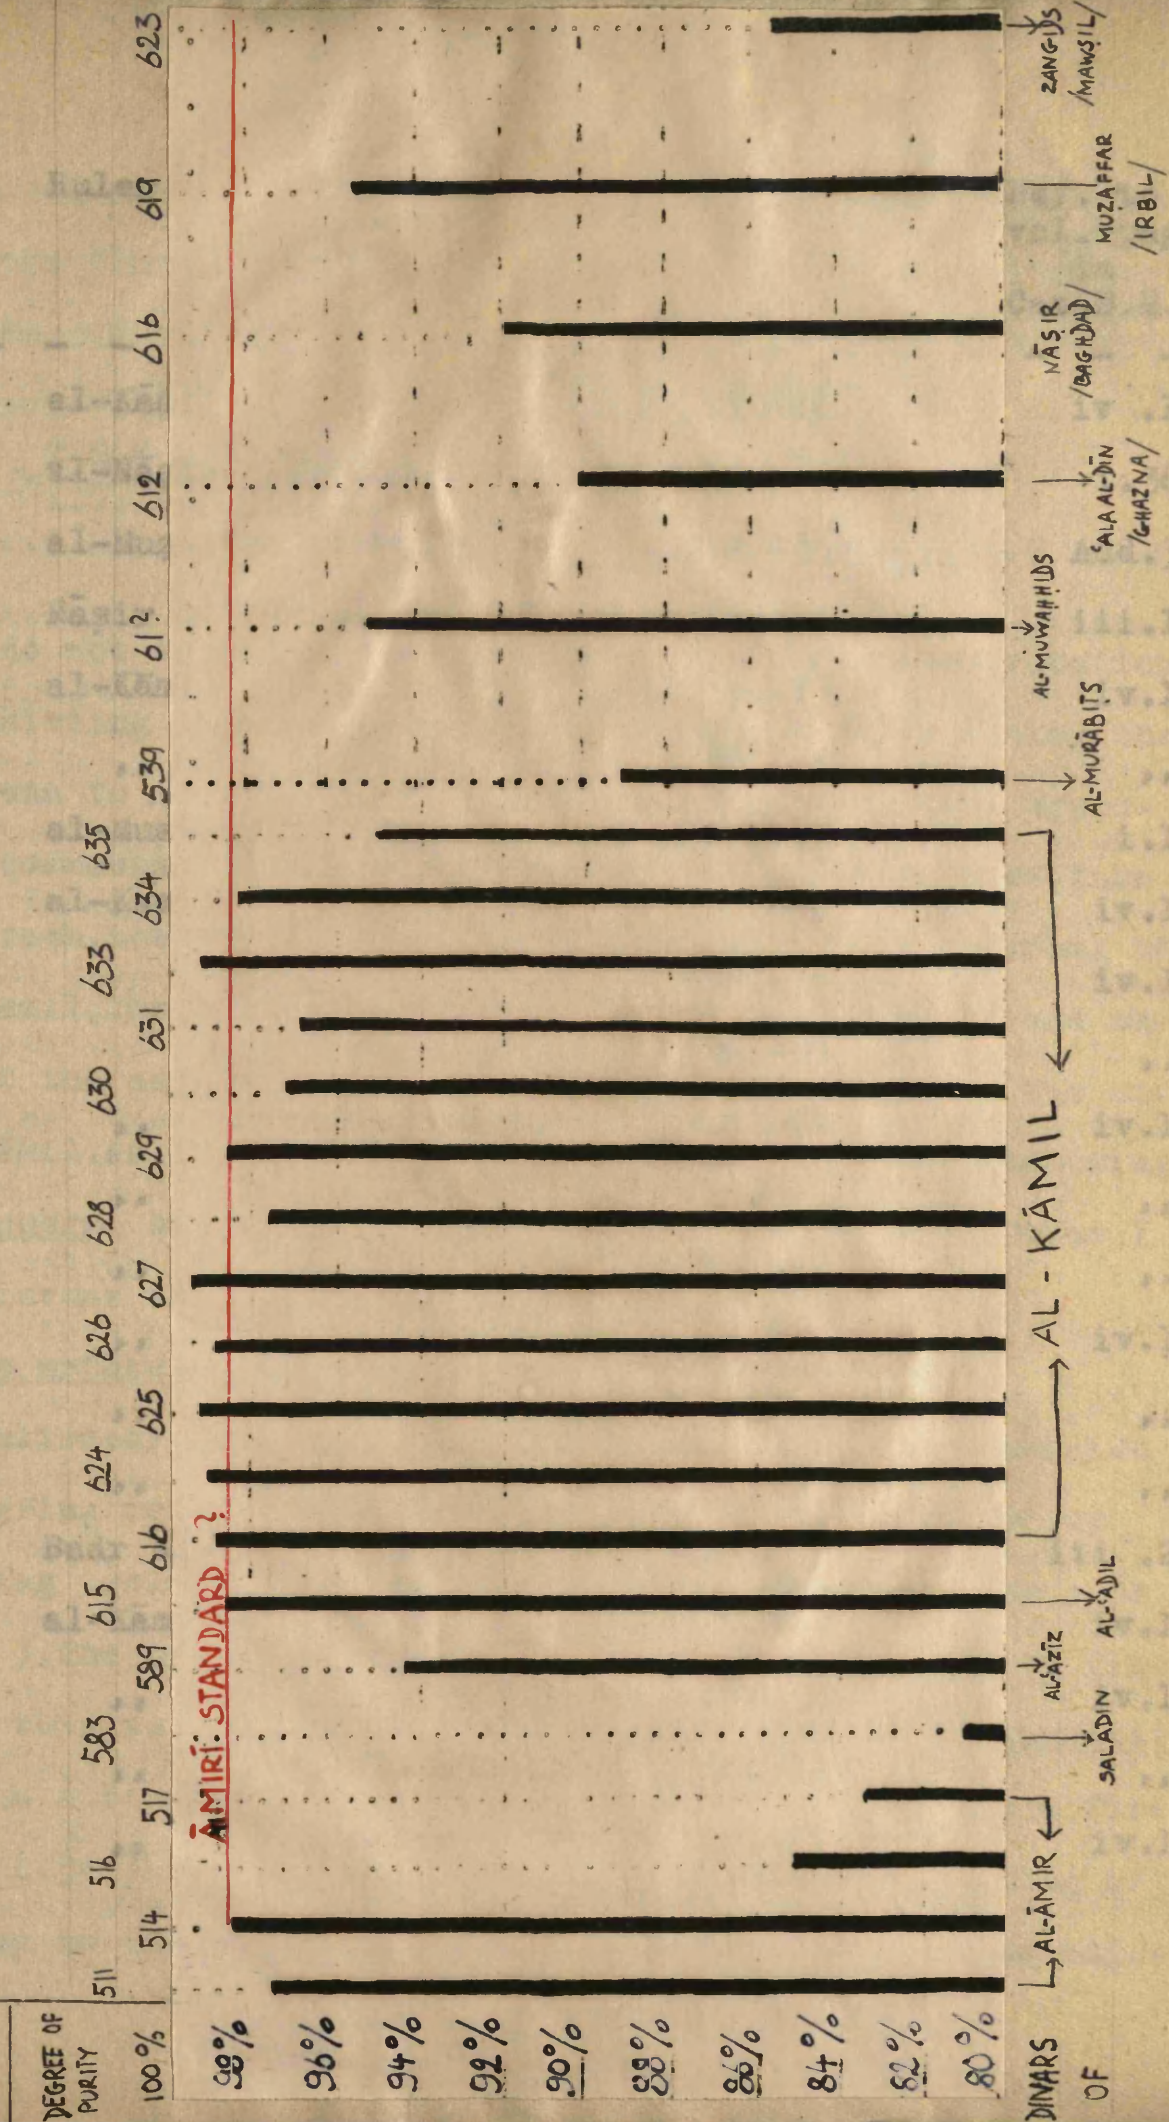 DEGREE OF
PURITY
511 514 516 517 583 589 615 616 624 625 626 627 628 629 630 631 633 634 635 539 61? 612 616 619 623
100%
98%
96%
94%
92%
90%
88%
86%
84%
82%
80%
ĀMIRĪ STANDARD ?
DINARS
OF
AL-ĀMIR
SALADIN
AL-ʿAZĪZ
AL-ʿADIL
AL-KĀMIL
AL-MURĀBIṬS
AL-MUWAḤḤIDS
ʿALA AL-DĪN
/GHAZNA/
NĀṢIR
/BAGHDAD/
MUẒAFFAR
/IRBIL/
ZANGIDS
/MAWṢIL/